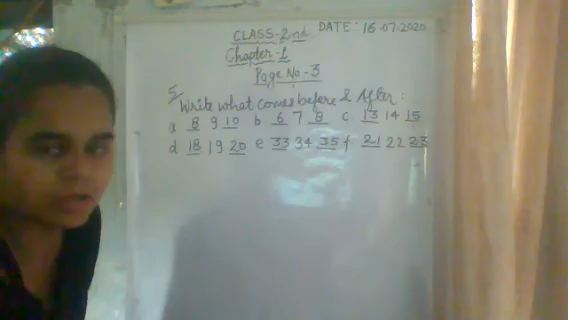 CLASS-2nd DATE: 16.07.2020
Chapter-1
Page No-3
5. Write what comes before & After:
a 8 9 10 b 6 7 8 c 13 14 15
d 18 19 20 e 33 34 35 f 21 22 23